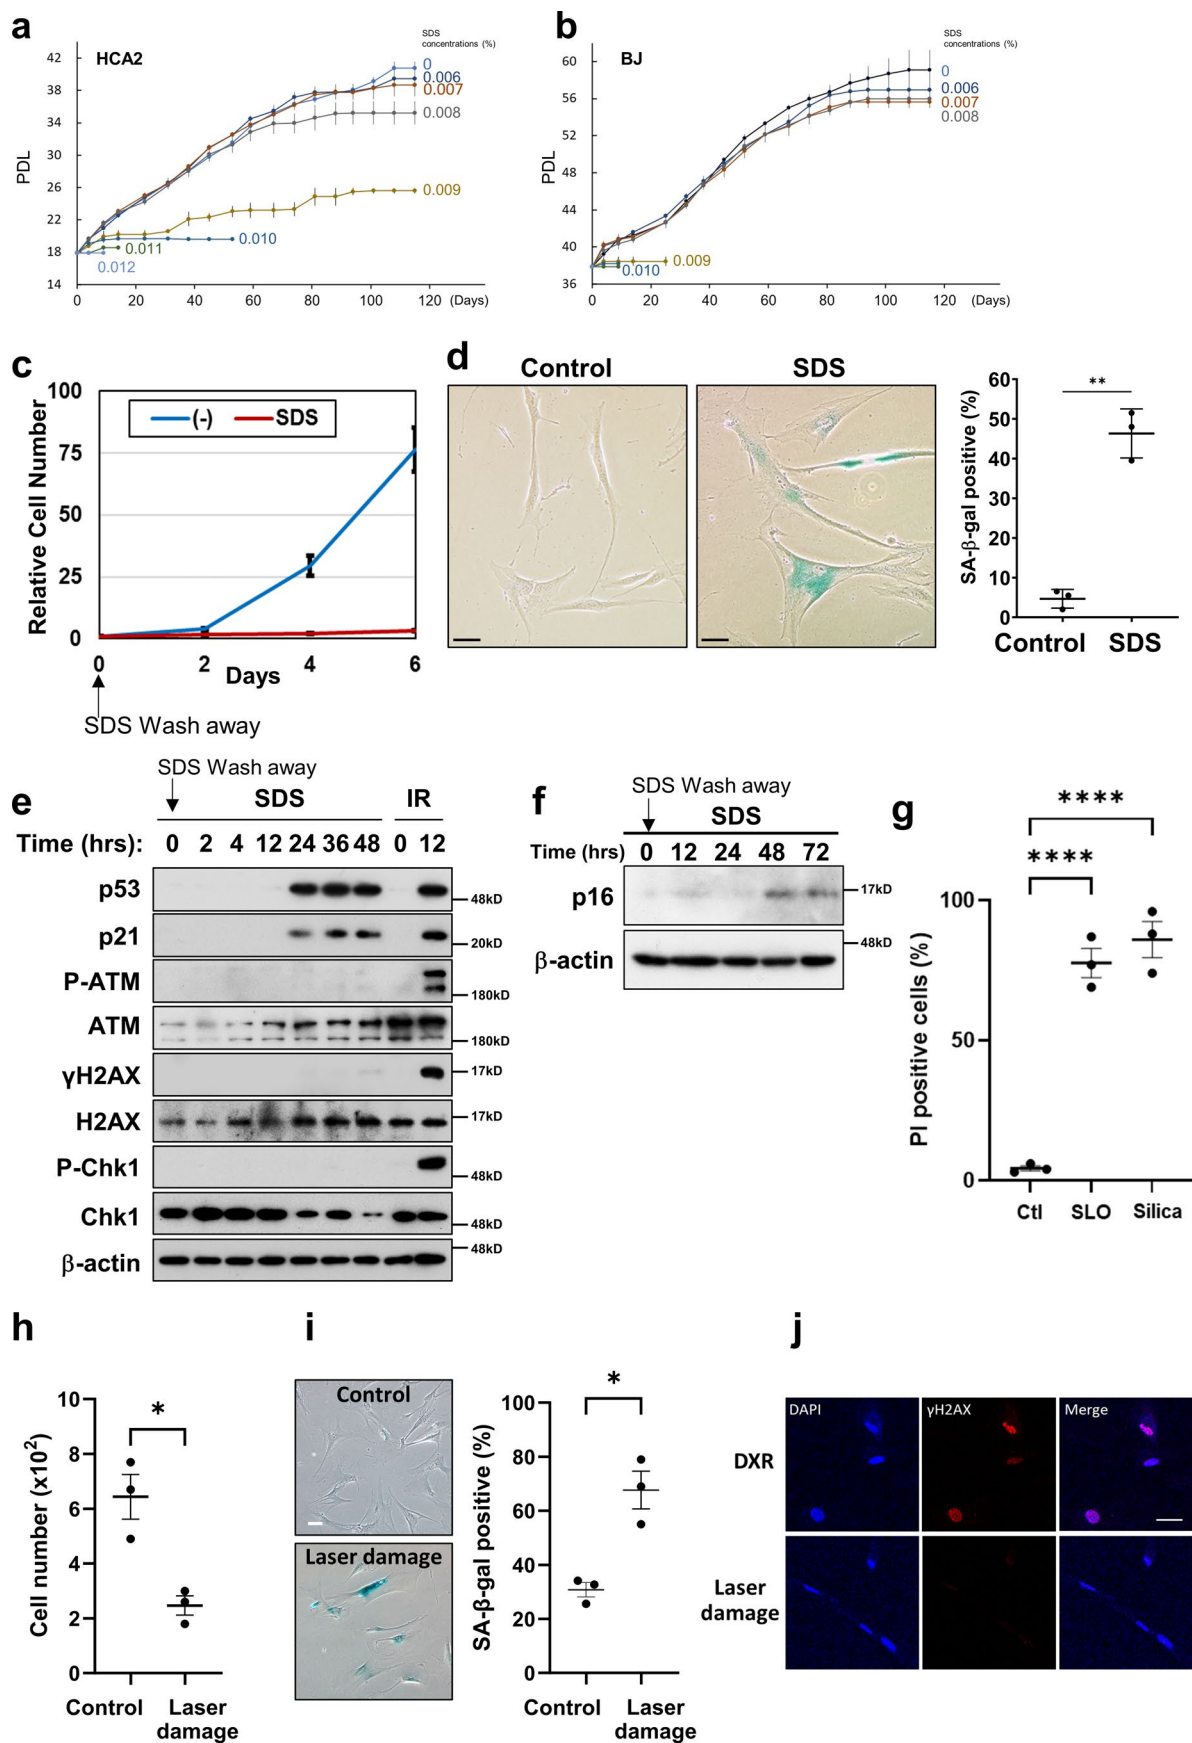 a
HCA2
SDS
concentrations (%)
42
38
34
30
26
22
18
14
PDL
0
0.006
0.007
0.008
0.009
0.010
0.011
0.012
0 20 40 60 80 100 120 (Days)
b
BJ
SDS
concentrations (%)
60
56
52
48
44
40
36
PDL
0
0.006
0.007
0.008
0.009
0.010
0 20 40 60 80 100 120 (Days)
c
100
75
50
25
0
Relative Cell Number
(-) SDS
0 2 4 6
Days
SDS Wash away
d
Control SDS
60
50
40
30
20
10
0
SA-β-gal positive (%)
**
Control SDS
SDS Wash away
e
SDS IR
Time (hrs): 0 2 4 12 24 36 48 0 12
p53 48kD
p21 20kD
P-ATM 180kD
ATM 180kD
γH2AX 17kD
H2AX 17kD
P-Chk1 48kD
Chk1 48kD
β-actin 48kD
f
SDS Wash away
SDS
Time (hrs) 0 12 24 48 72
p16 17kD
β-actin 48kD
g
****
****
100
50
0
PI positive cells (%)
Ctl SLO Silica
h
10
8
6
4
2
0
Cell number (x10²)
*
Control Laser
damage
i
Control
Laser damage
100
80
60
40
20
0
SA-β-gal positive (%)
*
Control Laser
damage
j
DAPI γH2AX Merge
DXR
Laser
damage